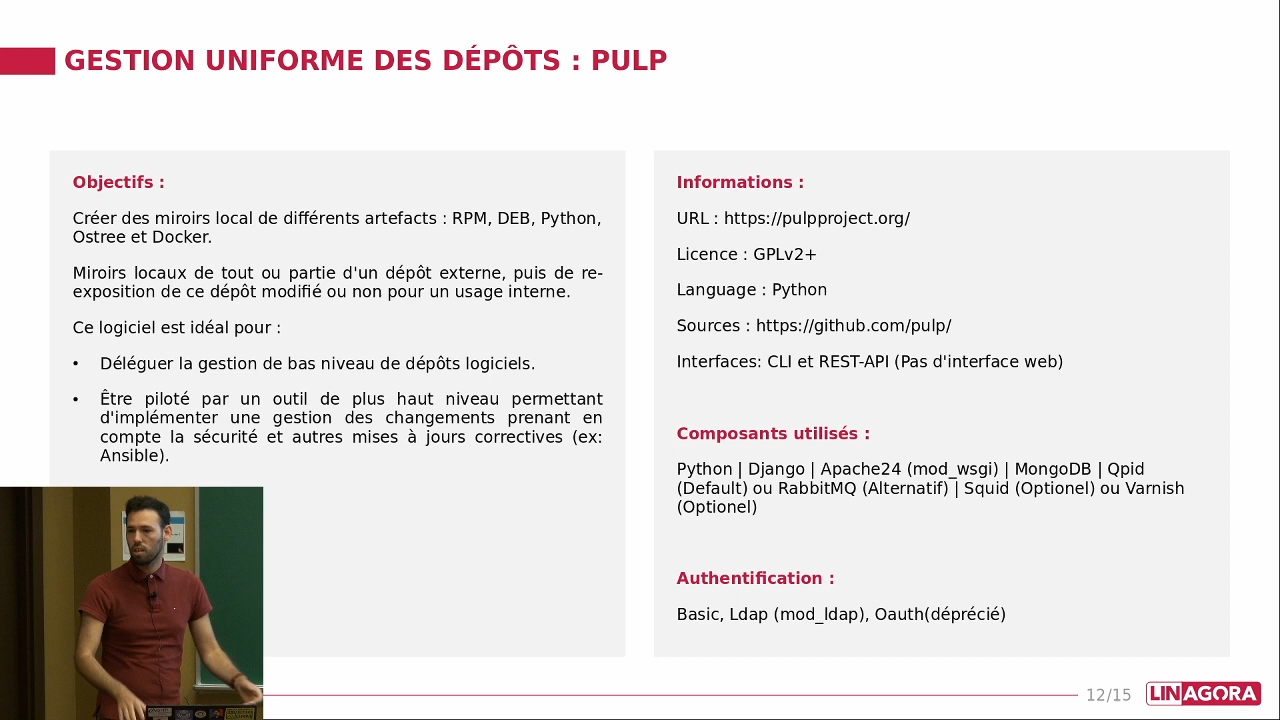 GESTION UNIFORME DES DÉPÔTS : PULP
Objectifs :
Créer des miroirs local de différents artefacts : RPM, DEB, Python,
Ostree et Docker.
Miroirs locaux de tout ou partie d'un dépôt externe, puis de re-
exposition de ce dépôt modifié ou non pour un usage interne.
Ce logiciel est idéal pour :
• Déléguer la gestion de bas niveau de dépôts logiciels.
• Être piloté par un outil de plus haut niveau permettant
d'implémenter une gestion des changements prenant en
compte la sécurité et autres mises à jours correctives (ex:
Ansible).
Informations :
URL : https://pulpproject.org/
Licence : GPLv2+
Language : Python
Sources : https://github.com/pulp/
Interfaces: CLI et REST-API (Pas d'interface web)
Composants utilisés :
Python | Django | Apache24 (mod_wsgi) | MongoDB | Qpid
(Default) ou RabbitMQ (Alternatif) | Squid (Optionel) ou Varnish
(Optionel)
Authentification :
Basic, Ldap (mod_ldap), Oauth(déprécié)
12/15
LINAGORA